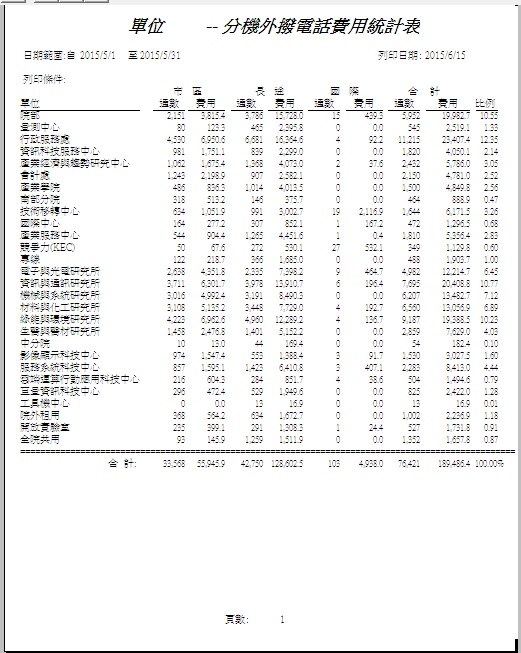 單位 -- 分機外撥電話費用統計表
日期範圍:自 2015/5/1 至 2015/5/31 列印日期: 2015/6/15
列印條件:
市 區 長 途 國 際 合 計
單位 通數 費用 通數 費用 通數 費用 通數 費用 比例
院部 2,151 3,815.4 3,786 15,728.0 15 439.3 5,952 19,982.7 10.55
量測中心 80 123.3 465 2,395.8 0 0.0 545 2,519.1 1.33
行政服務處 4,530 6,950.6 6,681 16,364.6 4 92.2 11,215 23,407.4 12.35
資訊科技服務中心 981 1,751.1 839 2,299.0 0 0.0 1,820 4,050.1 2.14
產業經濟與趨勢研究中心 1,062 1,675.4 1,368 4,073.0 2 37.6 2,432 5,786.0 3.05
會計處 1,243 2,198.9 907 2,582.1 0 0.0 2,150 4,781.0 2.52
產業學院 486 836.3 1,014 4,013.5 0 0.0 1,500 4,849.8 2.56
南部分院 318 513.2 146 375.7 0 0.0 464 888.9 0.47
技術移轉中心 634 1,051.9 991 3,002.7 19 2,116.9 1,644 6,171.5 3.26
國際中心 164 277.2 307 852.1 1 167.2 472 1,296.5 0.68
產業服務中心 544 904.4 1,265 4,451.6 1 0.4 1,810 5,356.4 2.83
競爭力(KEC) 50 67.6 272 530.1 27 532.1 349 1,129.8 0.60
專線 122 218.7 366 1,685.0 0 0.0 488 1,903.7 1.00
電子與光電研究所 2,638 4,351.8 2,335 7,398.2 9 464.7 4,982 12,214.7 6.45
資訊與通訊研究所 3,711 6,301.7 3,978 13,910.7 6 196.4 7,695 20,408.8 10.77
機械與系統研究所 3,016 4,992.4 3,191 8,490.3 0 0.0 6,207 13,482.7 7.12
材料與化工研究所 3,108 5,135.2 3,448 7,729.0 4 192.7 6,560 13,056.9 6.89
綠能與環境研究所 4,223 6,962.6 4,960 12,289.2 4 136.7 9,187 19,388.5 10.23
生醫與醫材研究所 1,458 2,476.8 1,401 5,152.2 0 0.0 2,859 7,629.0 4.03
中分院 10 13.0 44 169.4 0 0.0 54 182.4 0.10
影像顯示科技中心 974 1,547.4 553 1,388.4 3 91.7 1,530 3,027.5 1.60
服務系統科技中心 857 1,595.1 1,423 6,410.8 3 407.1 2,283 8,413.0 4.44
雲端運算行動應用科技中心 216 604.3 284 851.7 4 38.6 504 1,494.6 0.79
巨量資訊科技中心 296 472.4 529 1,949.6 0 0.0 825 2,422.0 1.28
工具機中心 0 0.0 13 16.9 0 0.0 13 16.9 0.01
院外租用 368 564.2 634 1,672.7 0 0.0 1,002 2,236.9 1.18
開放實驗室 235 399.1 291 1,308.3 1 24.4 527 1,731.8 0.91
全院共用 93 145.9 1,259 1,511.9 0 0.0 1,352 1,657.8 0.87
合 計: 33,568 55,945.9 42,750 128,602.5 103 4,938.0 76,421 189,486.4 100.00%
頁數: 1